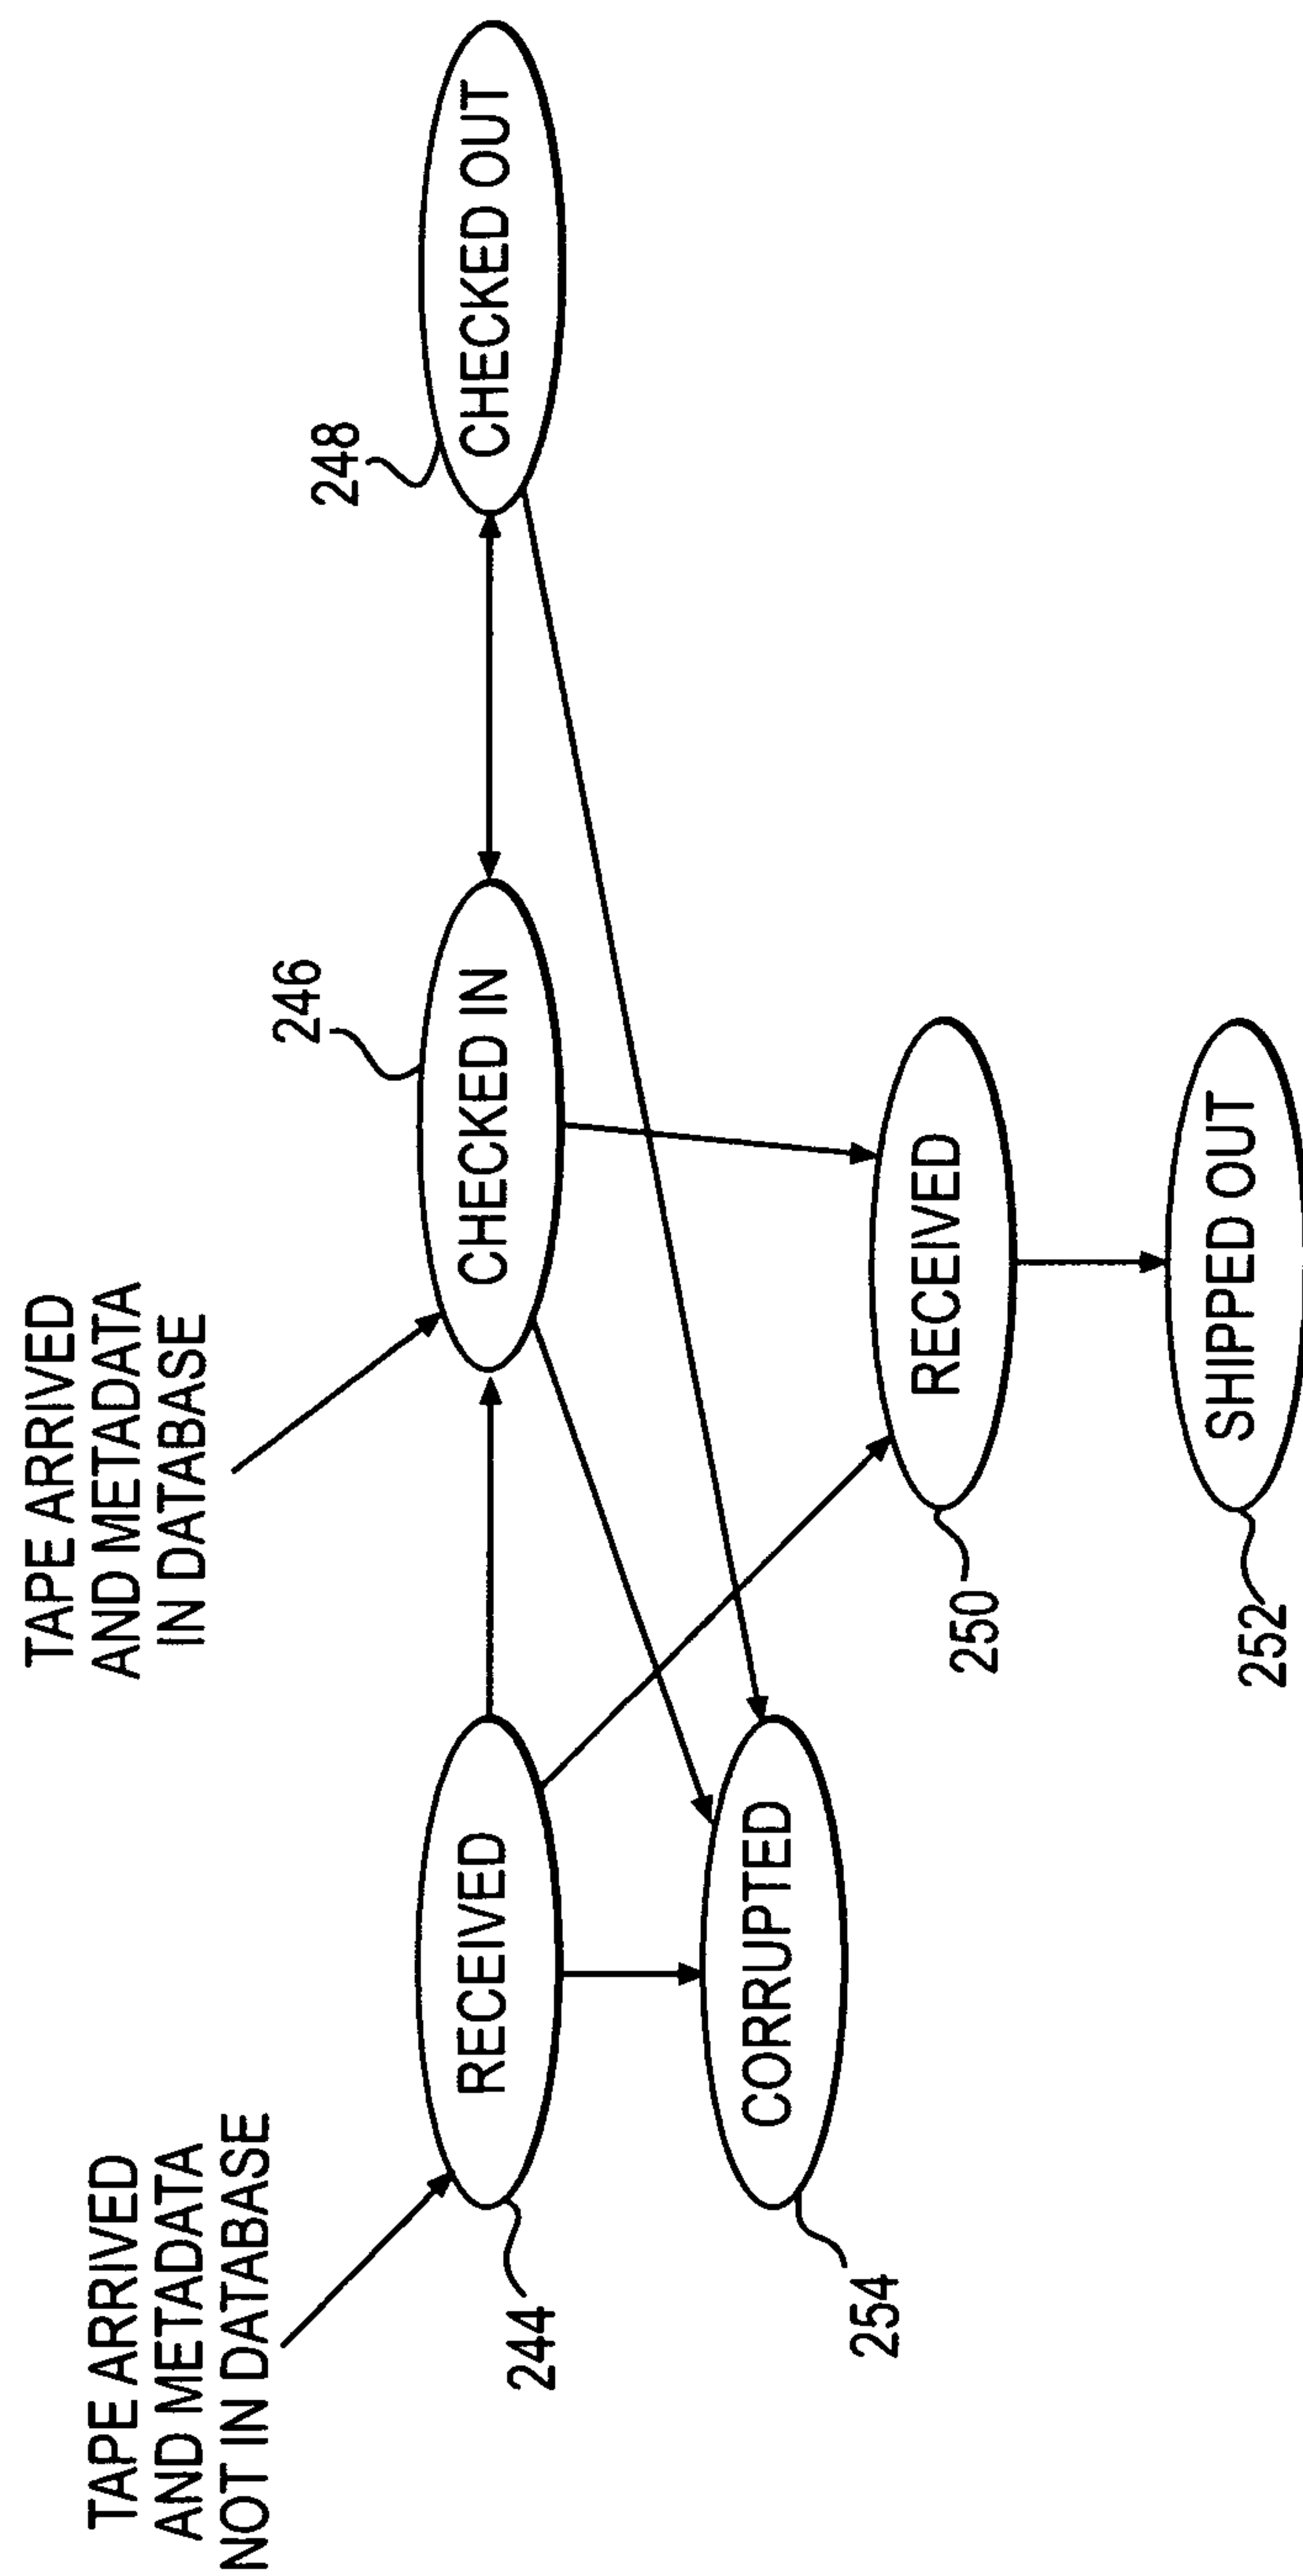 TAPE ARRIVED
AND METADATA
NOT IN DATABASE
TAPE ARRIVED
AND METADATA
IN DATABASE
244
RECEIVED
246
CHECKED IN
248
CHECKED OUT
254
CORRUPTED
250
RECEIVED
252
SHIPPED OUT